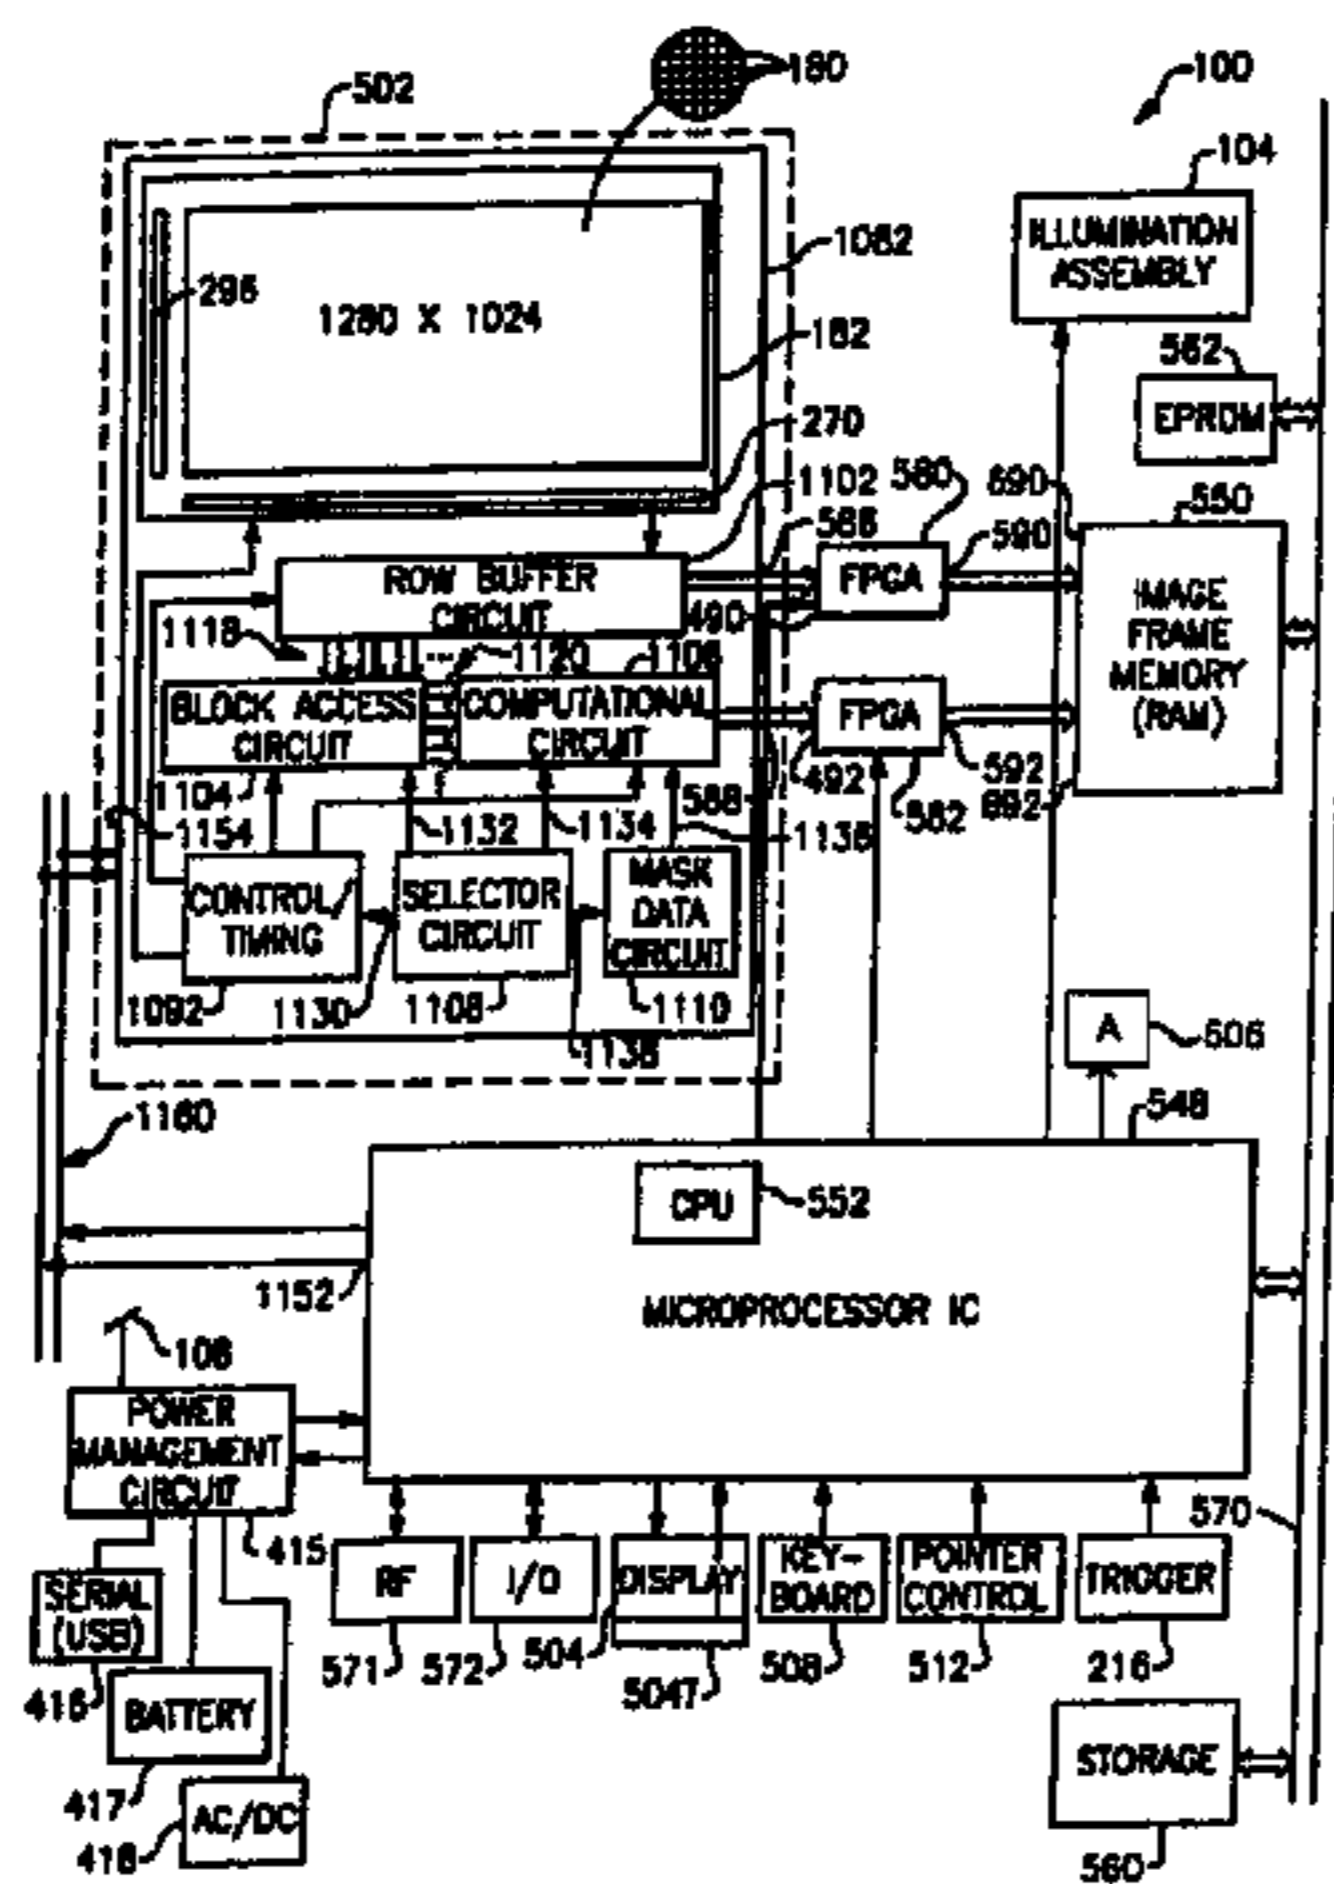 180
502
100
104
ILLUMINATION
ASSEMBLY
1082
296
1280 X 1024
182
562
EPROM
270
1102
580
690
550
586
590
ROW BUFFER
CIRCUIT
FPGA
IMAGE
FRAME
MEMORY
(RAM)
490
1118
...
1120
1106
BLOCK ACCESS
CIRCUIT
COMPUTATIONAL
CIRCUIT
FPGA
492
592
1104
588
582
692
1154
1132
1134
1136
CONTROL/
TIMING
SELECTOR
CIRCUIT
MASK
DATA
CIRCUIT
1092
1130
1108
1110
1138
A
506
1160
548
CPU
552
1152
MICROPROCESSOR IC
108
POWER
MANAGEMENT
CIRCUIT
415
570
SERIAL
(USB)
RF
I/O
DISPLAY
KEY-
BOARD
POINTER
CONTROL
TRIGGER
416
571
572
504
508
512
216
504T
BATTERY
417
STORAGE
AC/DC
418
560